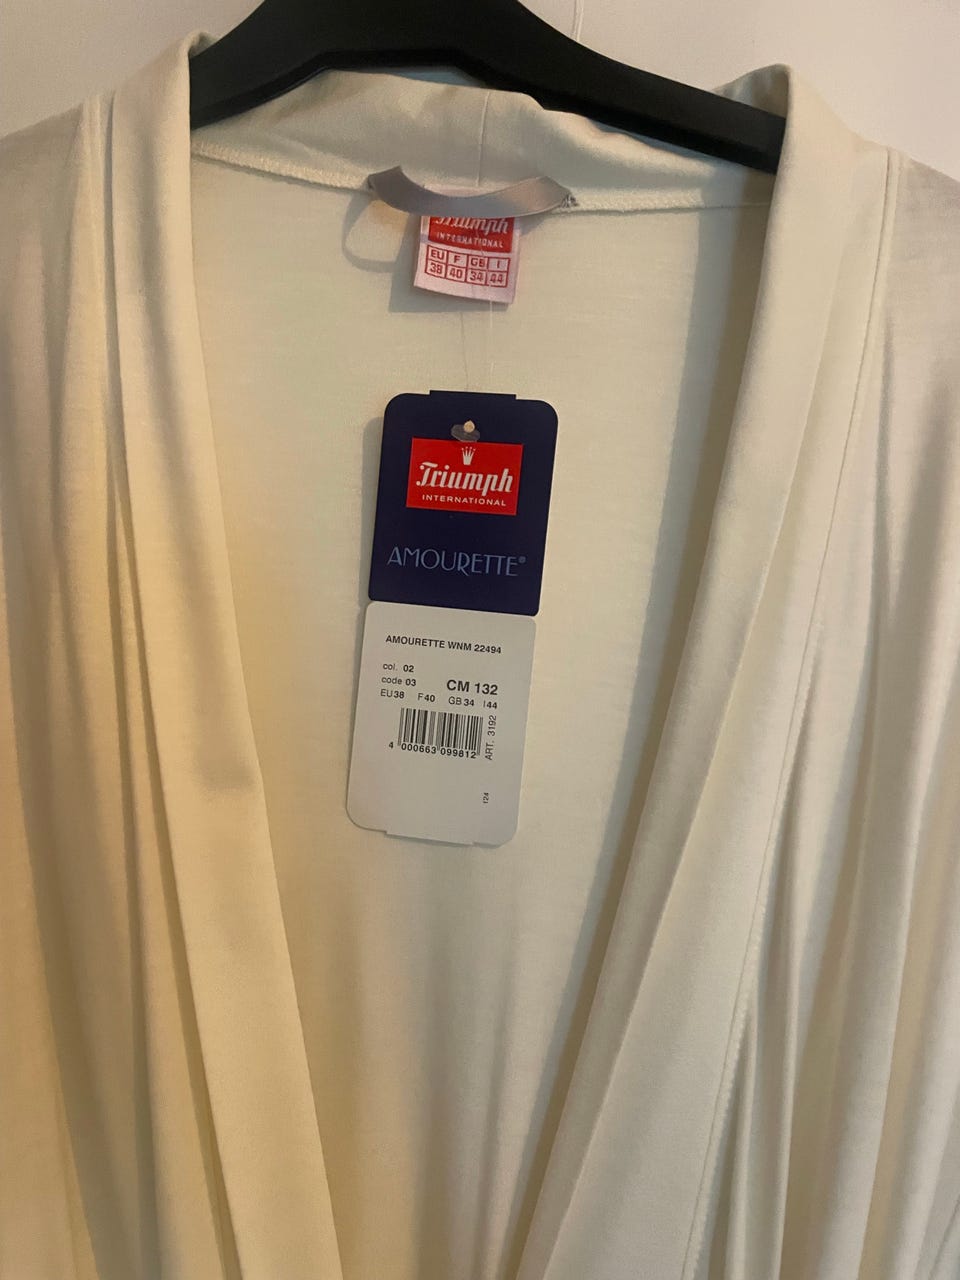 Triumph
INTERNATIONAL
EU F GB I
38 40 34 44
Triumph
INTERNATIONAL
AMOURETTE®
AMOURETTE WNM 22494
col. 02
code 03 CM 132
EU38 F40 GB34 I44
4 000663 099812
ART. 3192
124